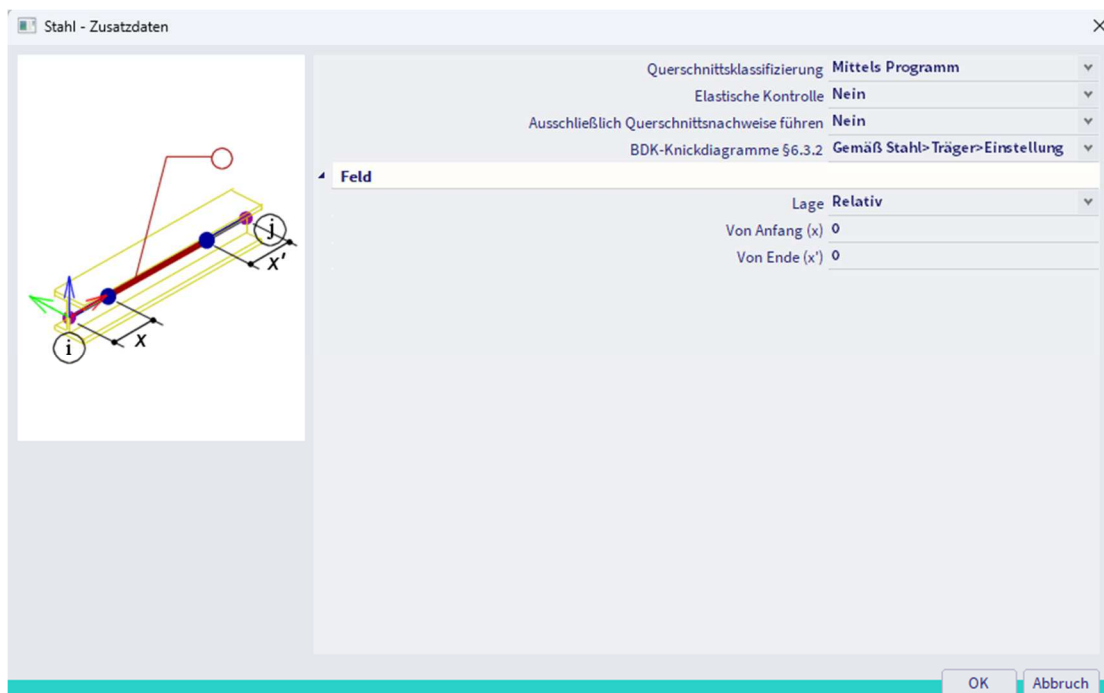 Stahl - Zusatzdaten
Querschnittsklassifizierung Mittels Programm
Elastische Kontrolle Nein
Ausschließlich Querschnittsnachweise führen Nein
BDK-Knickdiagramme §6.3.2 Gemäß Stahl>Träger>Einstellung
Feld
Lage Relativ
Von Anfang (x) 0
Von Ende (x') 0
j
x'
x
i
OK Abbruch